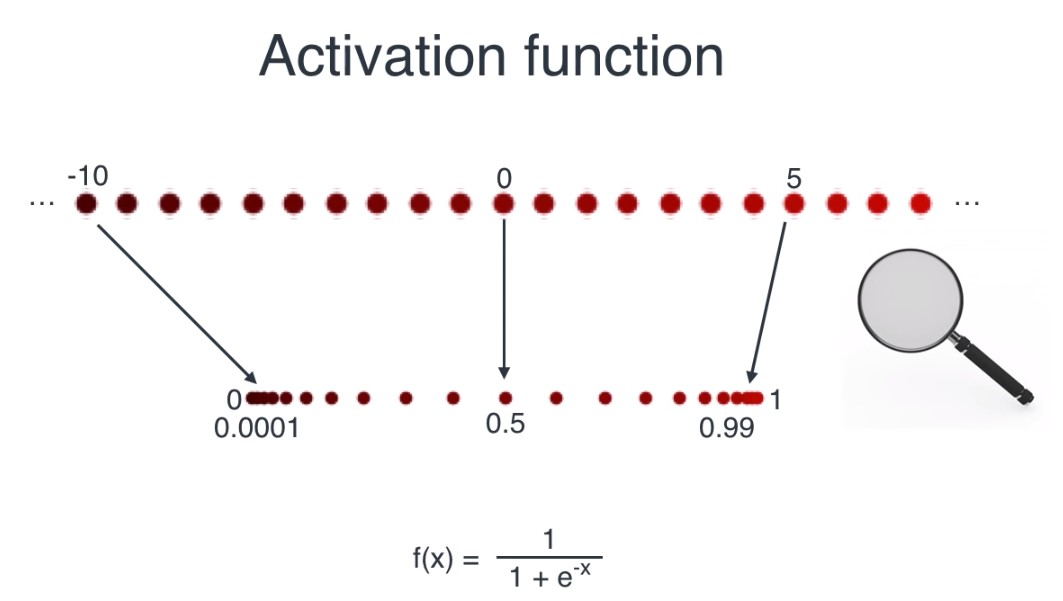 Activation function
-10 0 5
... ...
0 1
0.0001 0.5 0.99
f(x) = 1
1 + e^-x